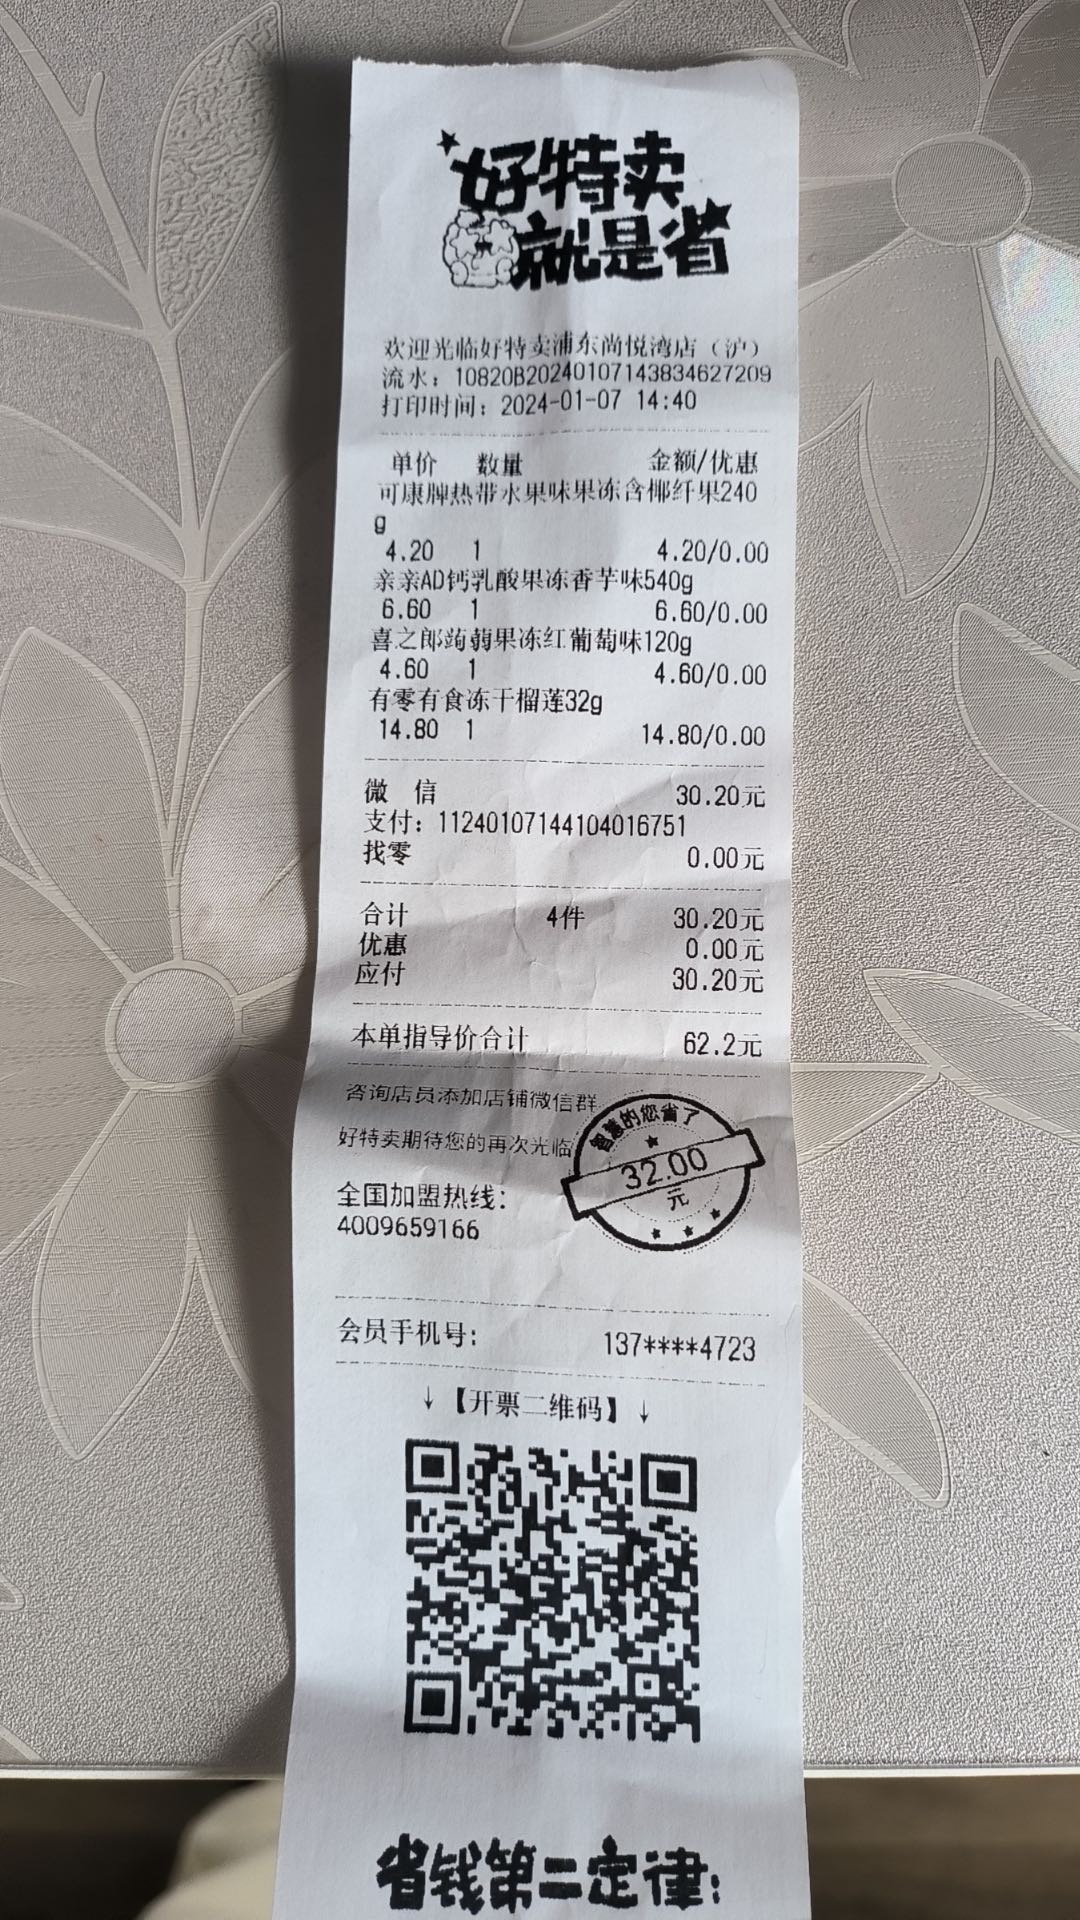 好特卖
就是省
欢迎光临好特卖浦东尚悦湾店（沪）
流水：10820B20240107143834627209
打印时间：2024-01-07 14:40
单价 数量 金额/优惠
可康牌热带水果味果冻含椰纤果240
g
4.20 1 4.20/0.00
亲亲AD钙乳酸果冻香芋味540g
6.60 1 6.60/0.00
喜之郎蒟蒻果冻红葡萄味120g
4.60 1 4.60/0.00
有零有食冻干榴莲32g
14.80 1 14.80/0.00
微 信 30.20元
支付：11240107144104016751
找零 0.00元
合计 4件 30.20元
优惠 0.00元
应付 30.20元
本单指导价合计 62.2元
咨询店员添加店铺微信群
好特卖期待您的再次光临
智慧的您省了
32.00
元
全国加盟热线：
4009659166
会员手机号： 137****4723
↓【开票二维码】↓
省钱第二定律：